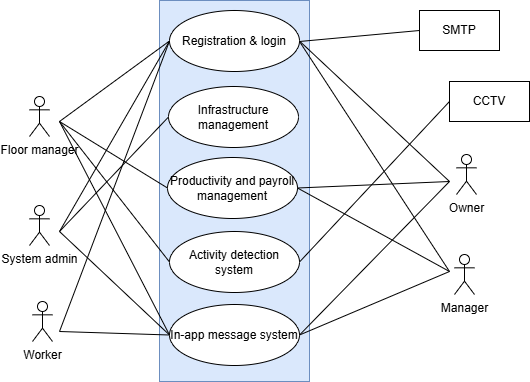 Registration & login
SMTP
Infrastructure
management
CCTV
Floor manager
Productivity and payroll
management
Owner
Activity detection
system
System admin
Manager
In-app message system
Worker